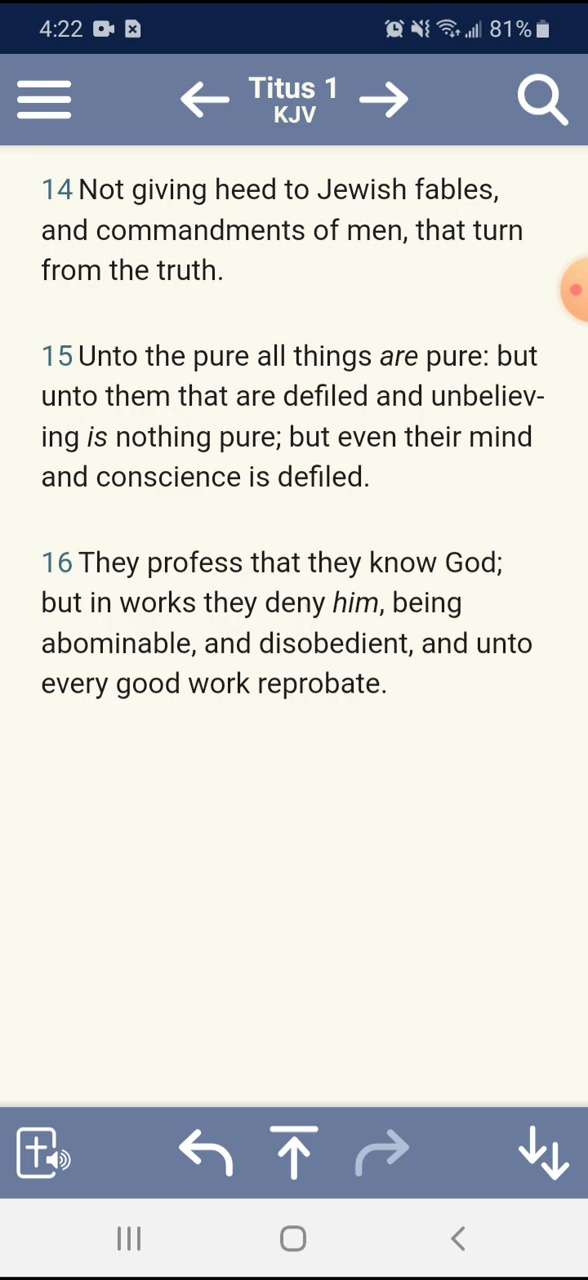 4:22 81%
Titus 1
KJV
14 Not giving heed to Jewish fables,
and commandments of men, that turn
from the truth.
15 Unto the pure all things are pure: but
unto them that are defiled and unbeliev-
ing is nothing pure; but even their mind
and conscience is defiled.
16 They profess that they know God;
but in works they deny him, being
abominable, and disobedient, and unto
every good work reprobate.